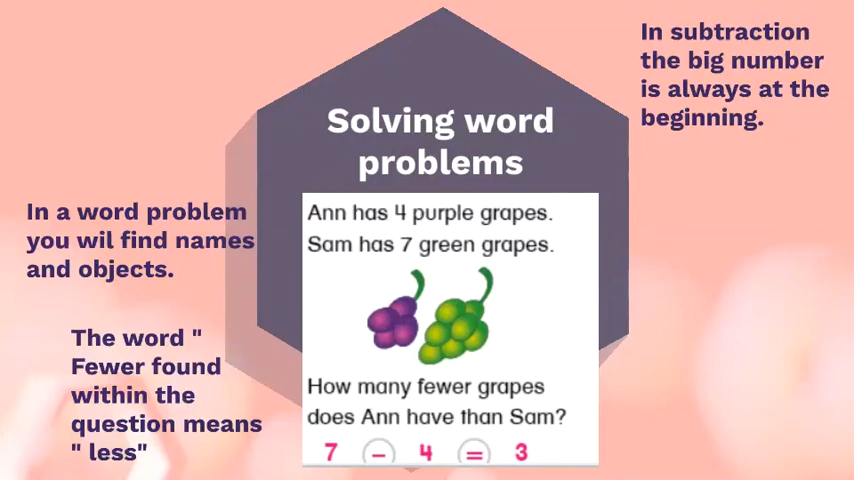 In subtraction
the big number
is always at the
beginning.
Solving word
problems
In a word problem
you wil find names
and objects.
The word "
Fewer found
within the
question means
" less"
Ann has 4 purple grapes.
Sam has 7 green grapes.
How many fewer grapes
does Ann have than Sam?
7 − 4 = 3